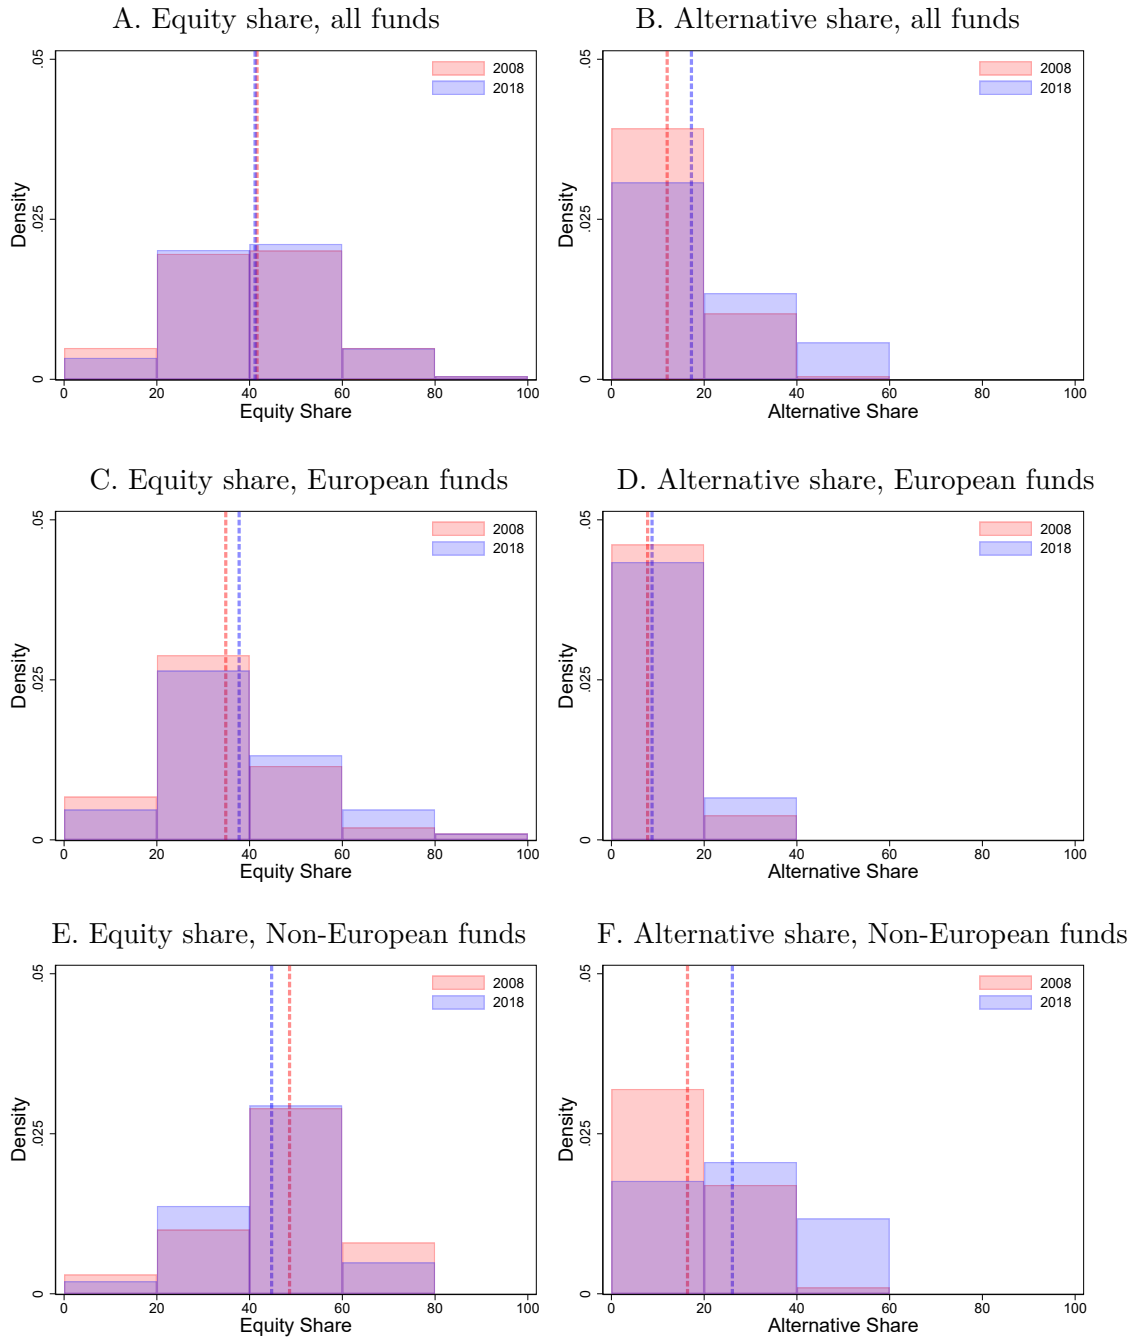 A. Equity share, all funds
.05
.025
0
Density
2008
2018
0 20 40 60 80 100
Equity Share
B. Alternative share, all funds
.05
.025
0
Density
2008
2018
0 20 40 60 80 100
Alternative Share
C. Equity share, European funds
.05
.025
0
Density
2008
2018
0 20 40 60 80 100
Equity Share
D. Alternative share, European funds
.05
.025
0
Density
2008
2018
0 20 40 60 80 100
Alternative Share
E. Equity share, Non-European funds
.05
.025
0
Density
2008
2018
0 20 40 60 80 100
Equity Share
F. Alternative share, Non-European funds
.05
.025
0
Density
2008
2018
0 20 40 60 80 100
Alternative Share